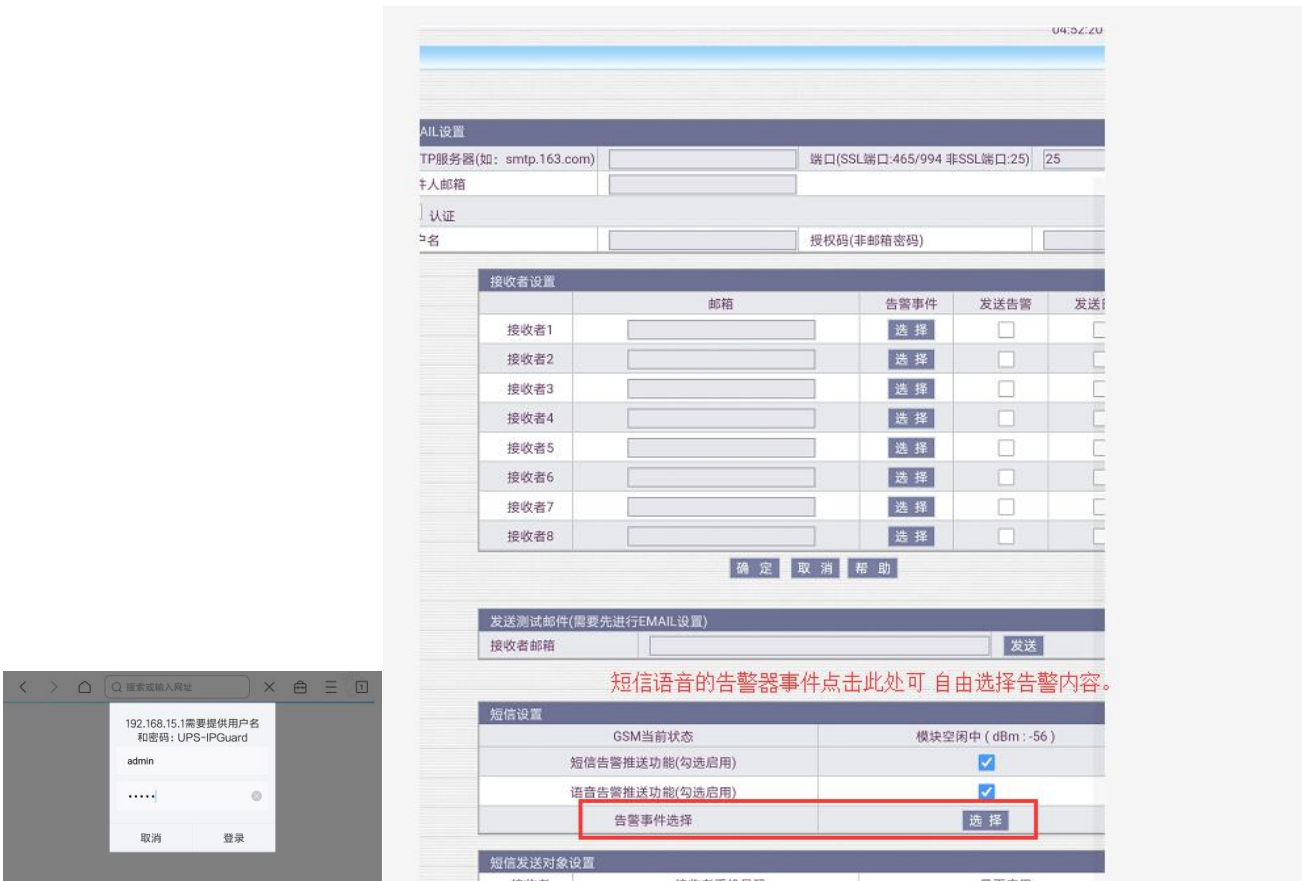 04:52:20
AIL设置
TP服务器(如：smtp.163.com) 端口(SSL端口:465/994 非SSL端口:25) 25
件人邮箱
认证
户名 授权码(非邮箱密码)
接收者设置
邮箱 告警事件 发送告警 发送
接收者1 选 择
接收者2 选 择
接收者3 选 择
接收者4 选 择
接收者5 选 择
接收者6 选 择
接收者7 选 择
接收者8 选 择
确 定 取 消 帮 助
发送测试邮件(需要先进行EMAIL设置)
接收者邮箱 发送
短信语音的告警器事件点击此处可 自由选择告警内容。
短信设置
GSM当前状态 模块空闲中 ( dBm : -56 )
短信告警推送功能(勾选启用)
语音告警推送功能(勾选启用)
告警事件选择 选 择
短信发送对象设置
搜索或输入网址 1
192.168.15.1需要提供用户名
和密码：UPS-IPGuard
admin
•••••
取消 登录